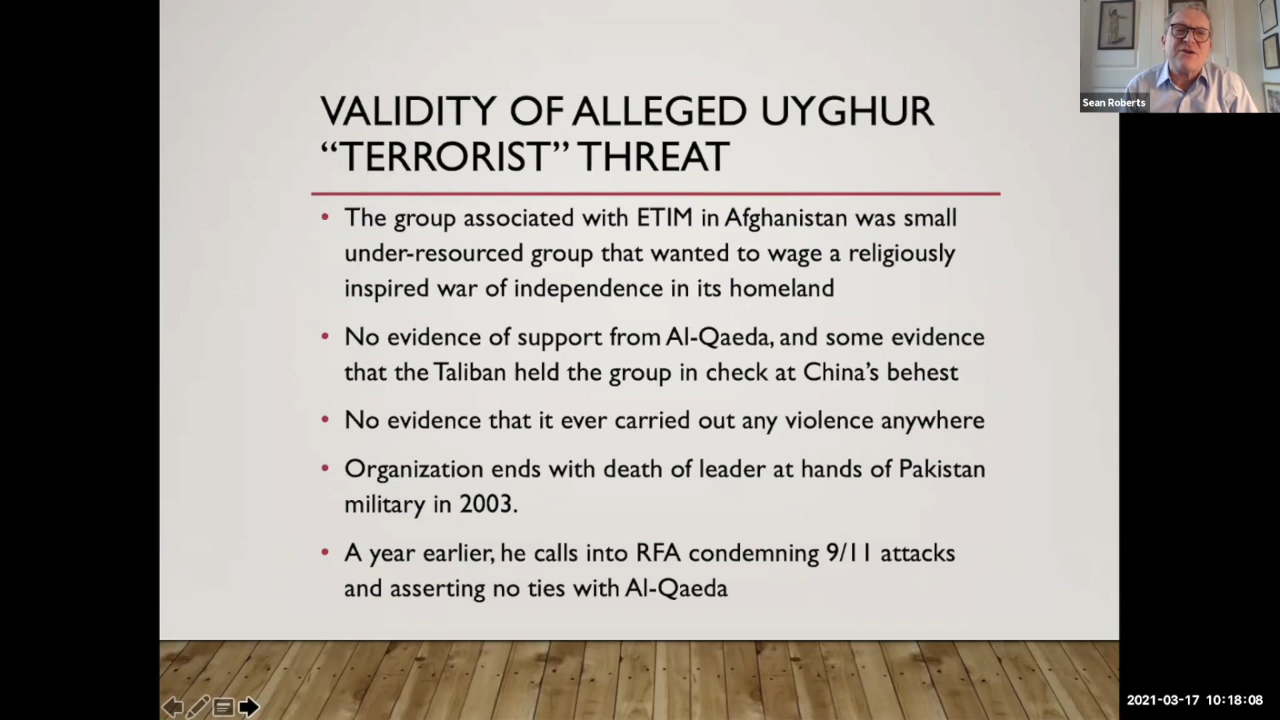 VALIDITY OF ALLEGED UYGHUR
“TERRORIST” THREAT
• The group associated with ETIM in Afghanistan was small
under-resourced group that wanted to wage a religiously
inspired war of independence in its homeland
• No evidence of support from Al-Qaeda, and some evidence
that the Taliban held the group in check at China’s behest
• No evidence that it ever carried out any violence anywhere
• Organization ends with death of leader at hands of Pakistan
military in 2003.
• A year earlier, he calls into RFA condemning 9/11 attacks
and asserting no ties with Al-Qaeda
Sean Roberts
2021-03-17 10:18:08